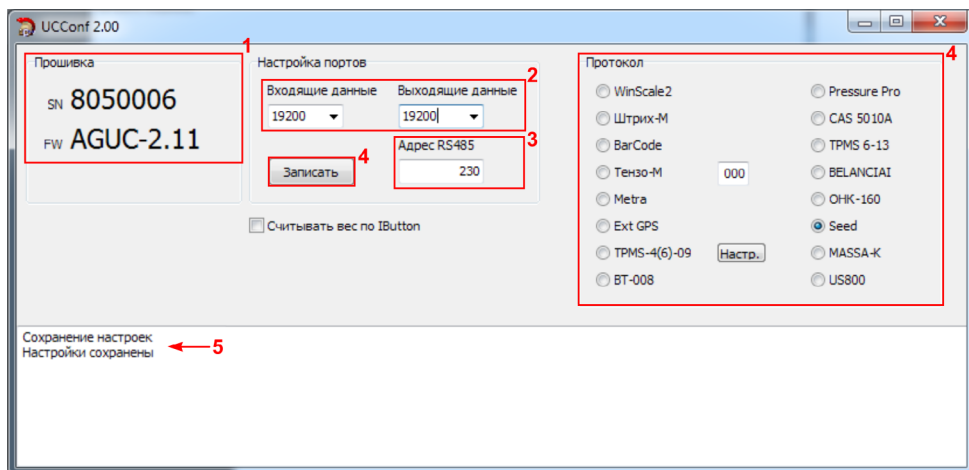 UCConf 2.00
1
Прошивка
SN 8050006
FW AGUC-2.11
Настройка портов
2
Входящие данные Выходящие данные
19200 19200
3
Адрес RS485
230
4
Записать
Считывать вес по IButton
4
Протокол
WinScale2 Pressure Pro
Штрих-М CAS 5010A
BarCode TPMS 6-13
Тензо-М 000 BELANCIAI
Metra ОНК-160
Ext GPS Seed
TPMS-4(6)-09 Настр. MASSA-K
BT-008 US800
Сохранение настроек
Настройки сохранены
5